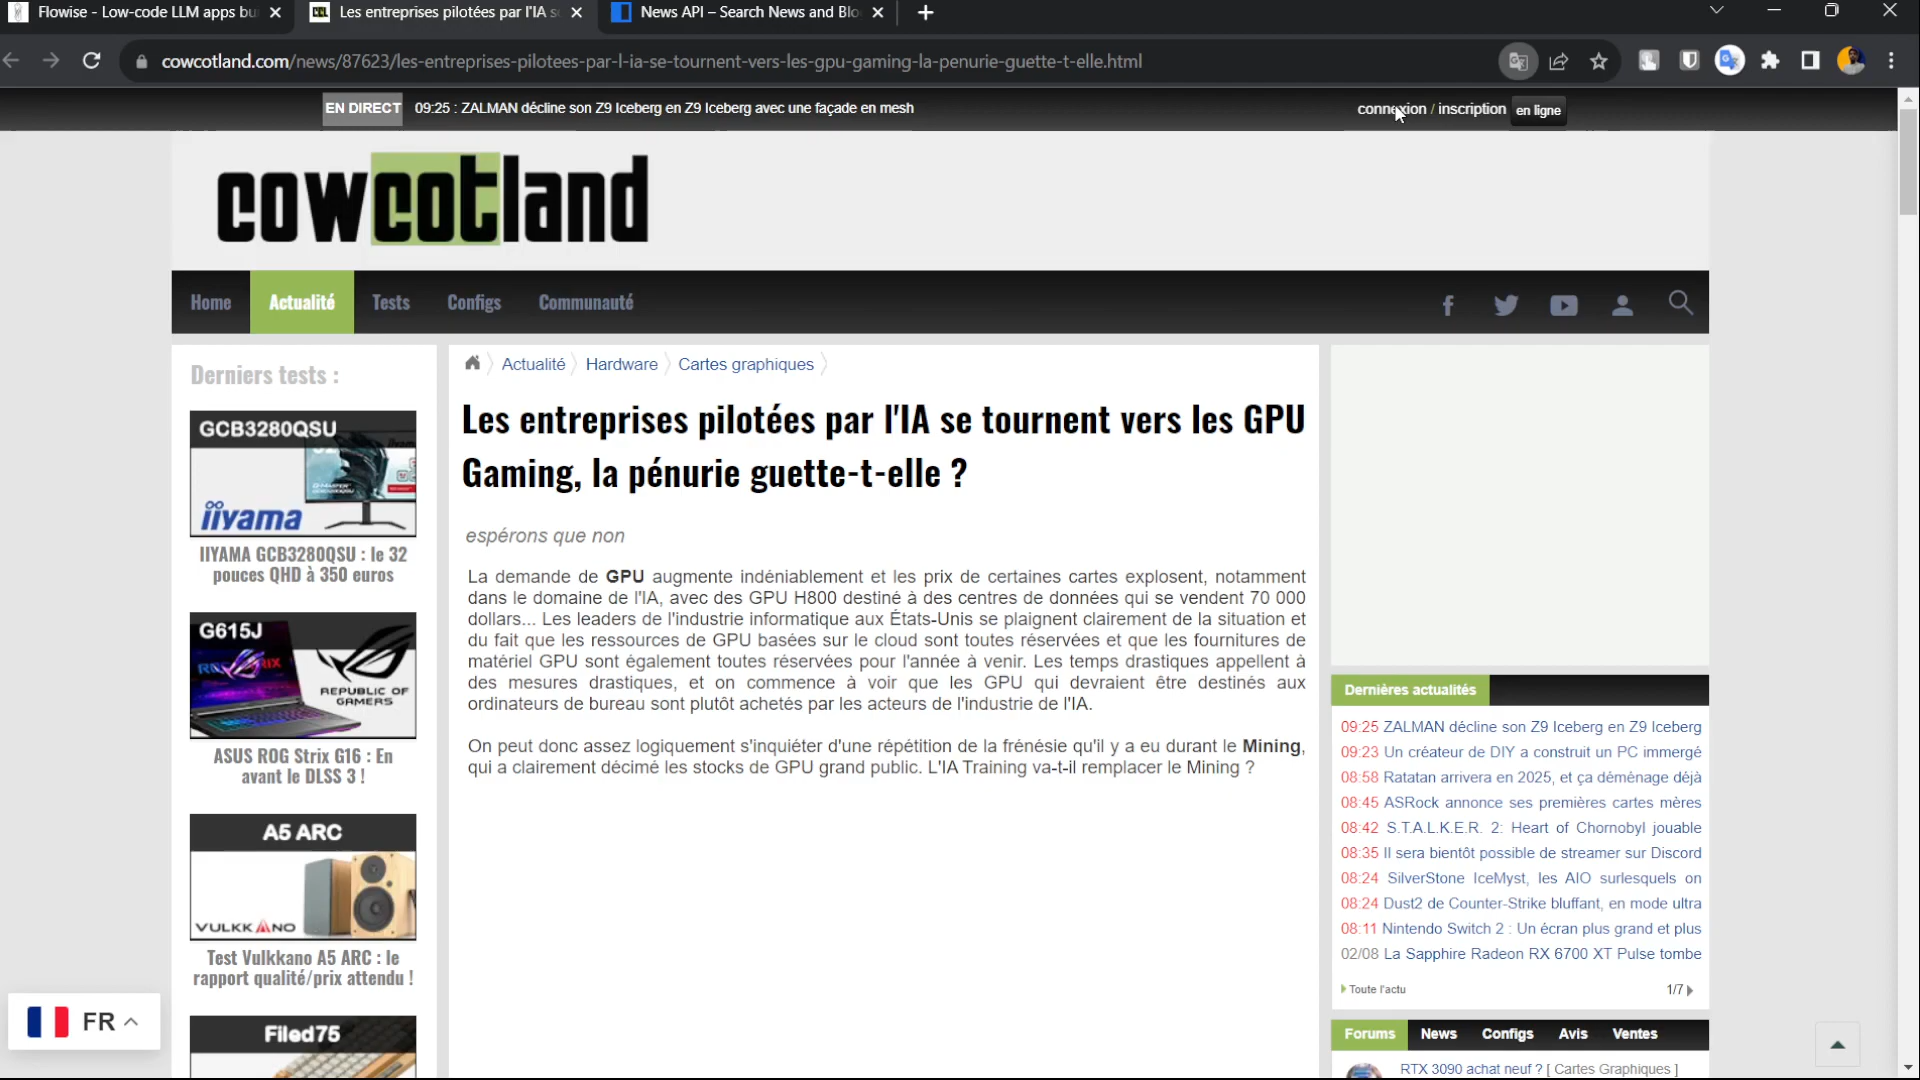 Flowise - Low-code LLM apps bu
Les entreprises pilotées par l'IA s
News API – Search News and Blo
cowcotland.com/news/87623/les-entreprises-pilotees-par-l-ia-se-tournent-vers-les-gpu-gaming-la-penurie-guette-t-elle.html
EN DIRECT 09:25 : ZALMAN décline son Z9 Iceberg en Z9 Iceberg avec une façade en mesh
connexion / inscription en ligne
cowcotland
Home Actualité Tests Configs Communauté
Derniers tests :
GCB3280QSU
iiyama
IIYAMA GCB3280QSU : le 32
pouces QHD à 350 euros
G615J
REPUBLIC OF
GAMERS
ASUS ROG Strix G16 : En
avant le DLSS 3 !
A5 ARC
VULKKANO
Test Vulkkano A5 ARC : le
rapport qualité/prix attendu !
Filed75
FR
Actualité Hardware Cartes graphiques
Les entreprises pilotées par l'IA se tournent vers les GPU
Gaming, la pénurie guette-t-elle ?
espérons que non
La demande de GPU augmente indéniablement et les prix de certaines cartes explosent, notamment
dans le domaine de l'IA, avec des GPU H800 destiné à des centres de données qui se vendent 70 000
dollars... Les leaders de l'industrie informatique aux États-Unis se plaignent clairement de la situation et
du fait que les ressources de GPU basées sur le cloud sont toutes réservées et que les fournitures de
matériel GPU sont également toutes réservées pour l'année à venir. Les temps drastiques appellent à
des mesures drastiques, et on commence à voir que les GPU qui devraient être destinés aux
ordinateurs de bureau sont plutôt achetés par les acteurs de l'industrie de l'IA.
On peut donc assez logiquement s'inquiéter d'une répétition de la frénésie qu'il y a eu durant le Mining,
qui a clairement décimé les stocks de GPU grand public. L'IA Training va-t-il remplacer le Mining ?
Dernières actualités
09:25 ZALMAN décline son Z9 Iceberg en Z9 Iceberg
09:23 Un créateur de DIY a construit un PC immergé
08:58 Ratatan arrivera en 2025, et ça déménage déjà
08:45 ASRock annonce ses premières cartes mères
08:42 S.T.A.L.K.E.R. 2: Heart of Chornobyl jouable
08:35 Il sera bientôt possible de streamer sur Discord
08:24 SilverStone IceMyst, les AIO surlesquels on
08:24 Dust2 de Counter-Strike bluffant, en mode ultra
08:11 Nintendo Switch 2 : Un écran plus grand et plus
02/08 La Sapphire Radeon RX 6700 XT Pulse tombe
Toute l'actu 1/7
Forums News Configs Avis Ventes
RTX 3090 achat neuf ? [ Cartes Graphiques ]